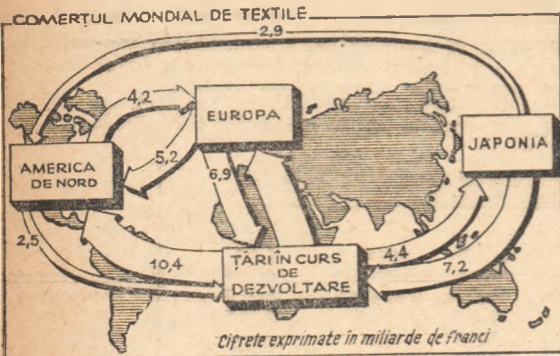 COMERȚUL MONDIAL DE TEXTILE
2,9
4,2
EUROPA
JAPONIA
5,2
6,9
AMERICA
DE NORD
2,5
10,4
ȚĂRI ÎN CURS
DE
DEZVOLTARE
4,4
7,2
Cifrele exprimate în miliarde de franci